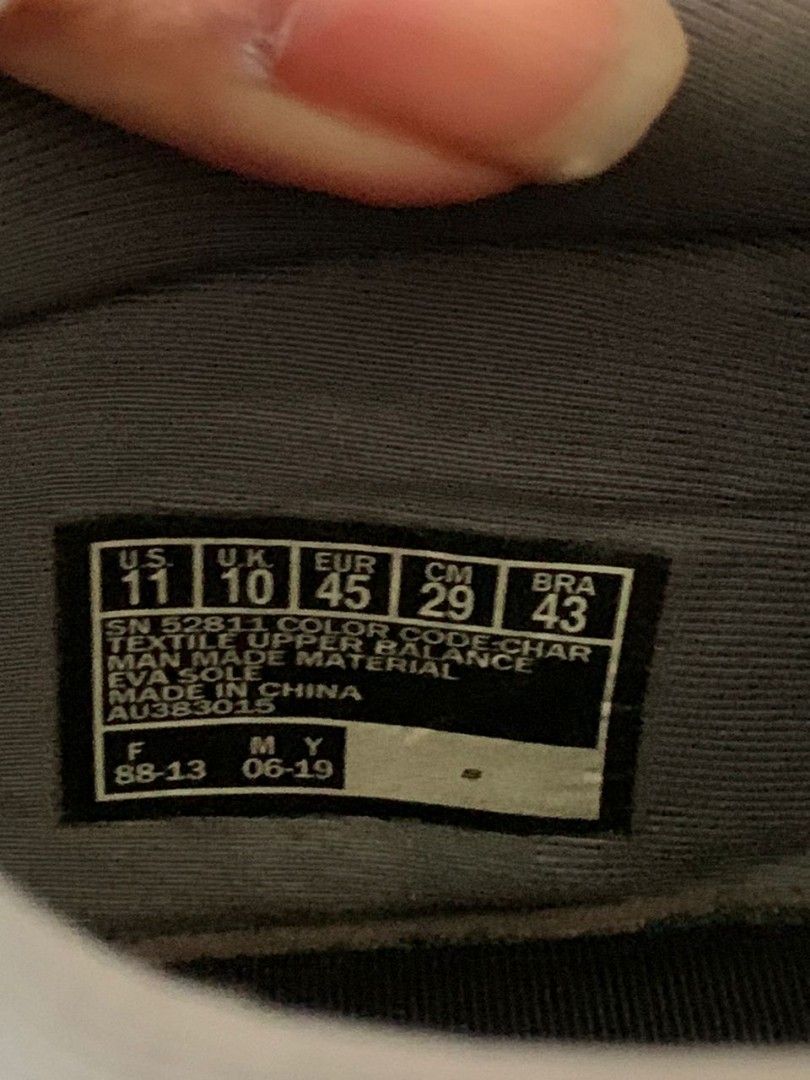 U.S. U.K. EUR CM BRA
11 10 45 29 43
SN 52811 COLOR CODE:CHAR
TEXTILE UPPER BALANCE
MAN MADE MATERIAL
EVA SOLE
MADE IN CHINA
AU383015
F M Y
88-13 06-19